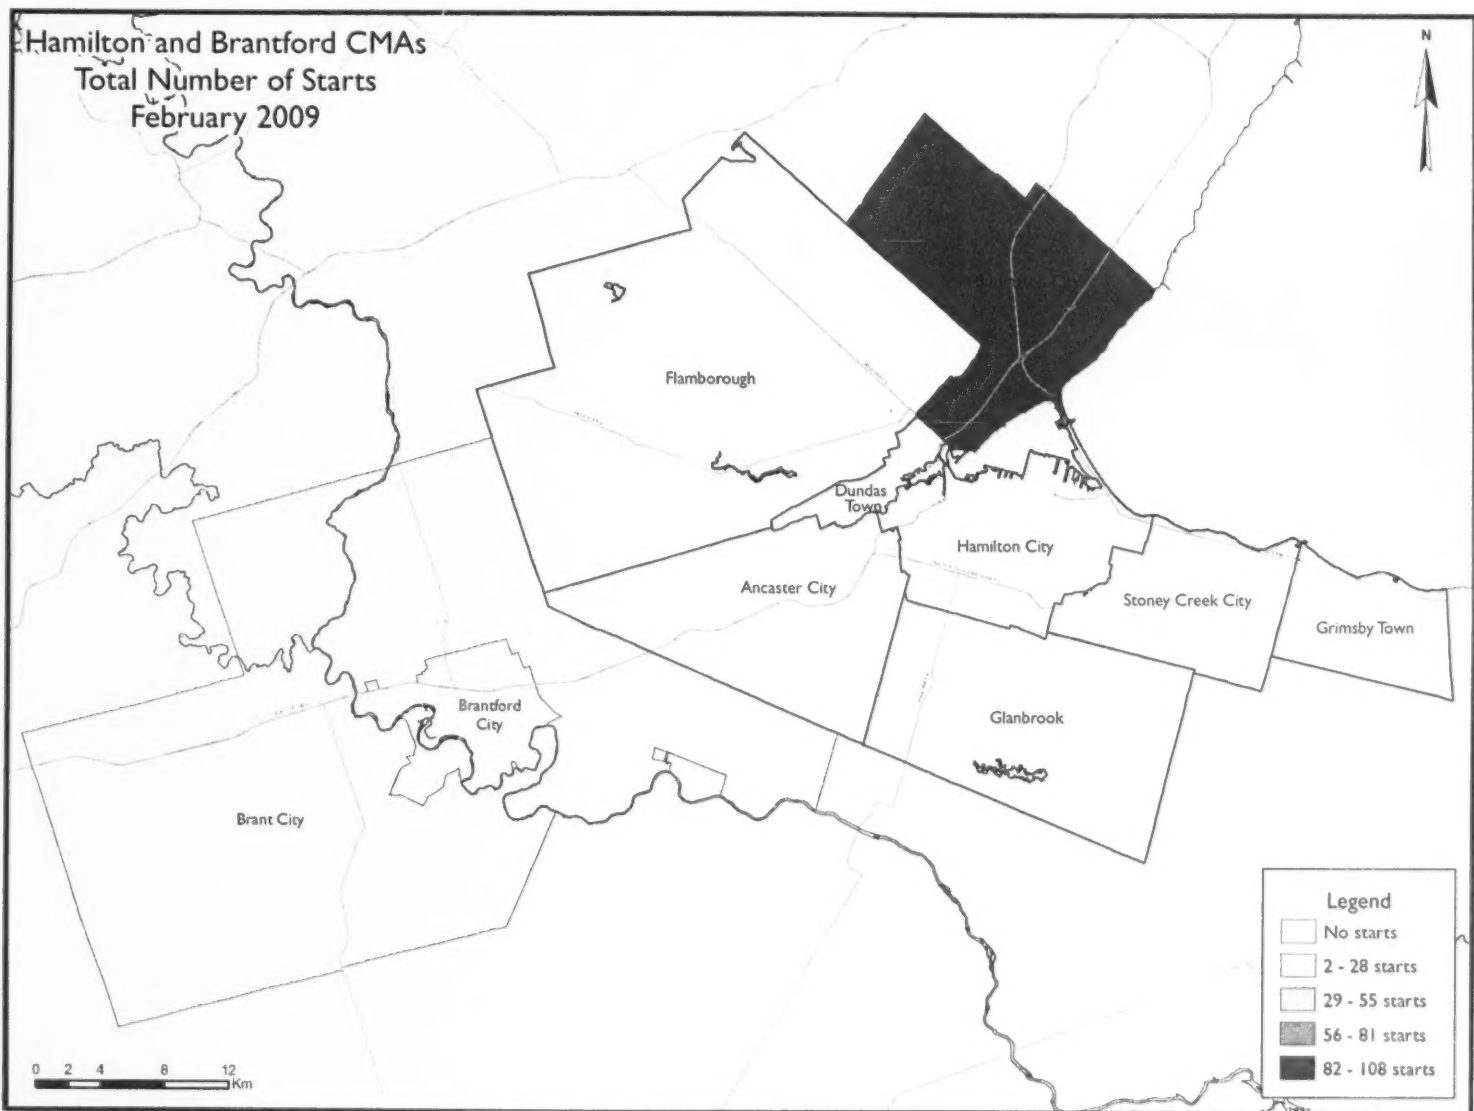 Hamilton and Brantford CMAs
Total Number of Starts
February 2009
N
Flamborough
Dundas
Town
Hamilton City
Ancaster City
Stoney Creek City
Grimsby Town
Glanbrook
Brantford
City
Brant City
Legend
No starts
2 - 28 starts
29 - 55 starts
56 - 81 starts
82 - 108 starts
0 2 4 8 12
Km